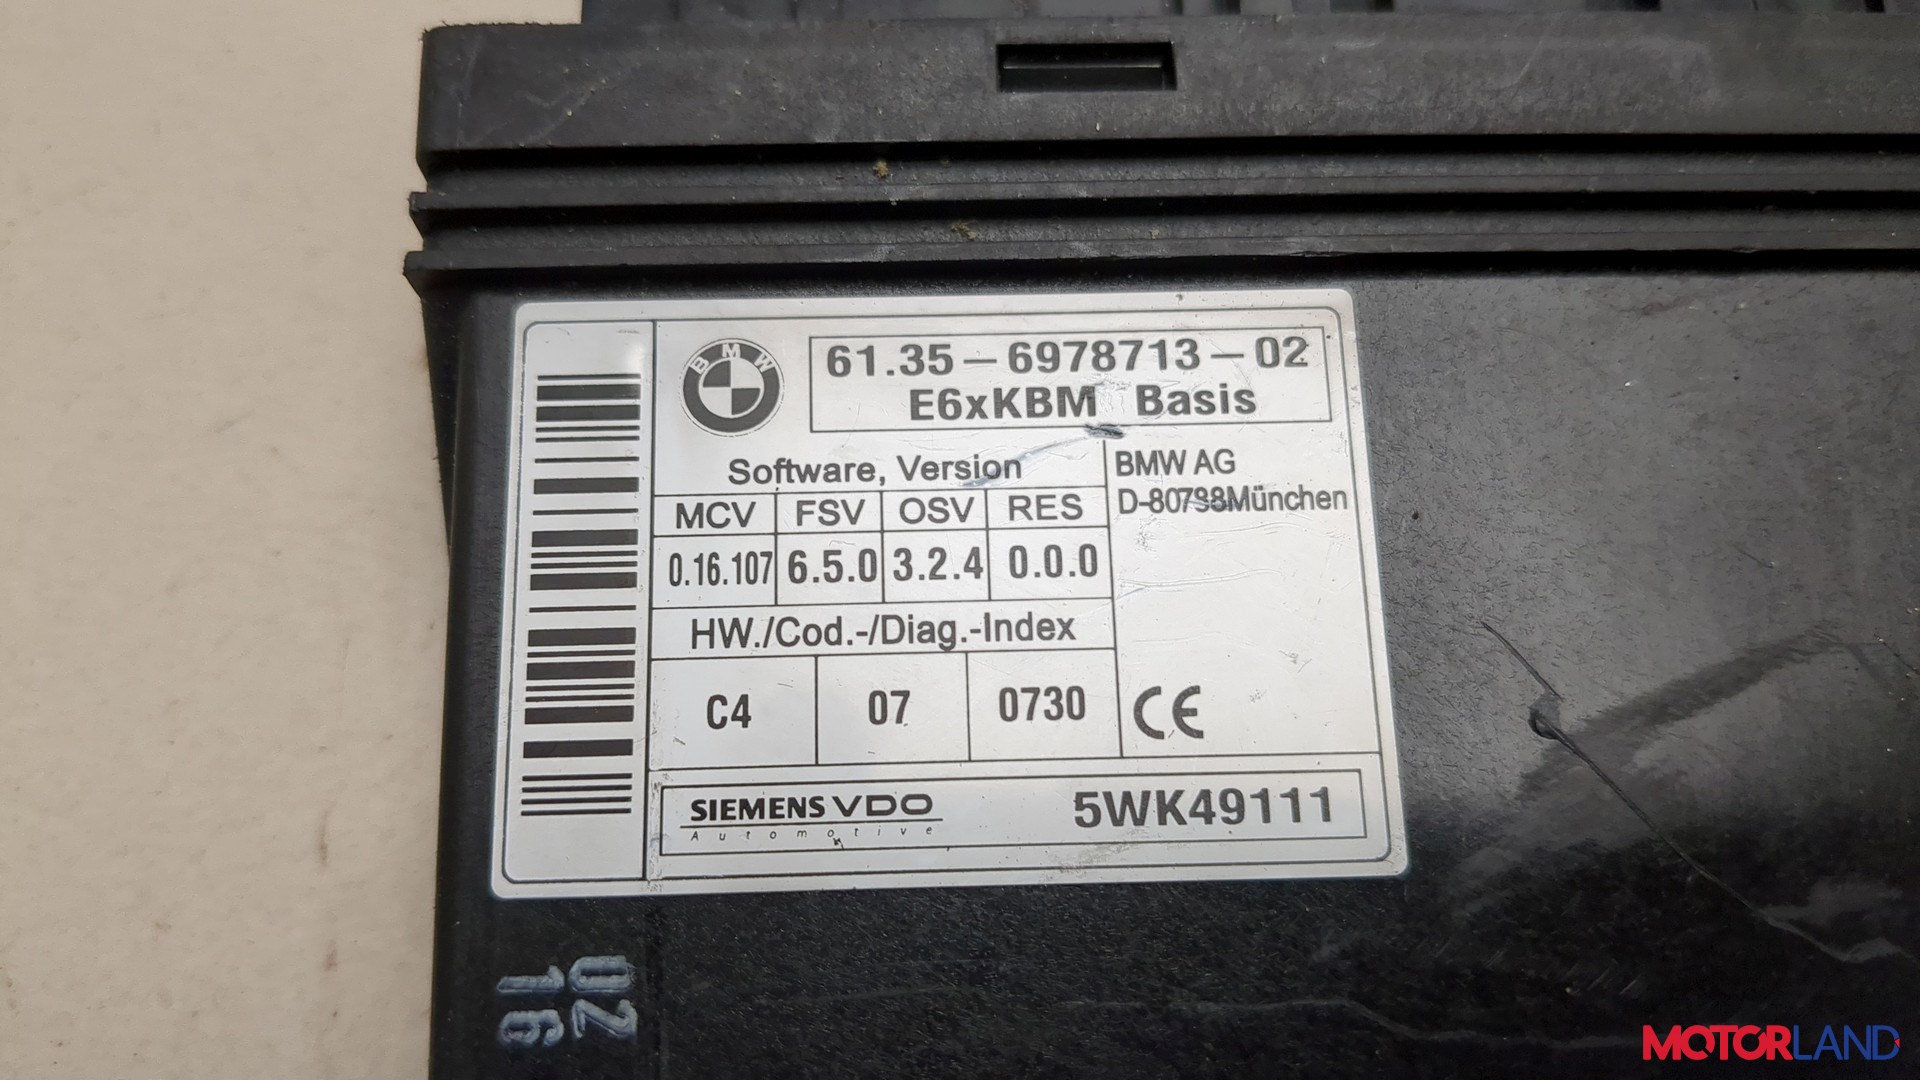 BMW
61.35-6978713-02
E6xKBM Basis
Software, Version
BMW AG
D-80788München
MCV FSV OSV RES
0.16.107 6.5.0 3.2.4 0.0.0
HW./Cod.-/Diag.-Index
C4 07 0730
CE
SIEMENS VDO
Automotive
5WK49111
02
16
MOTORLAND